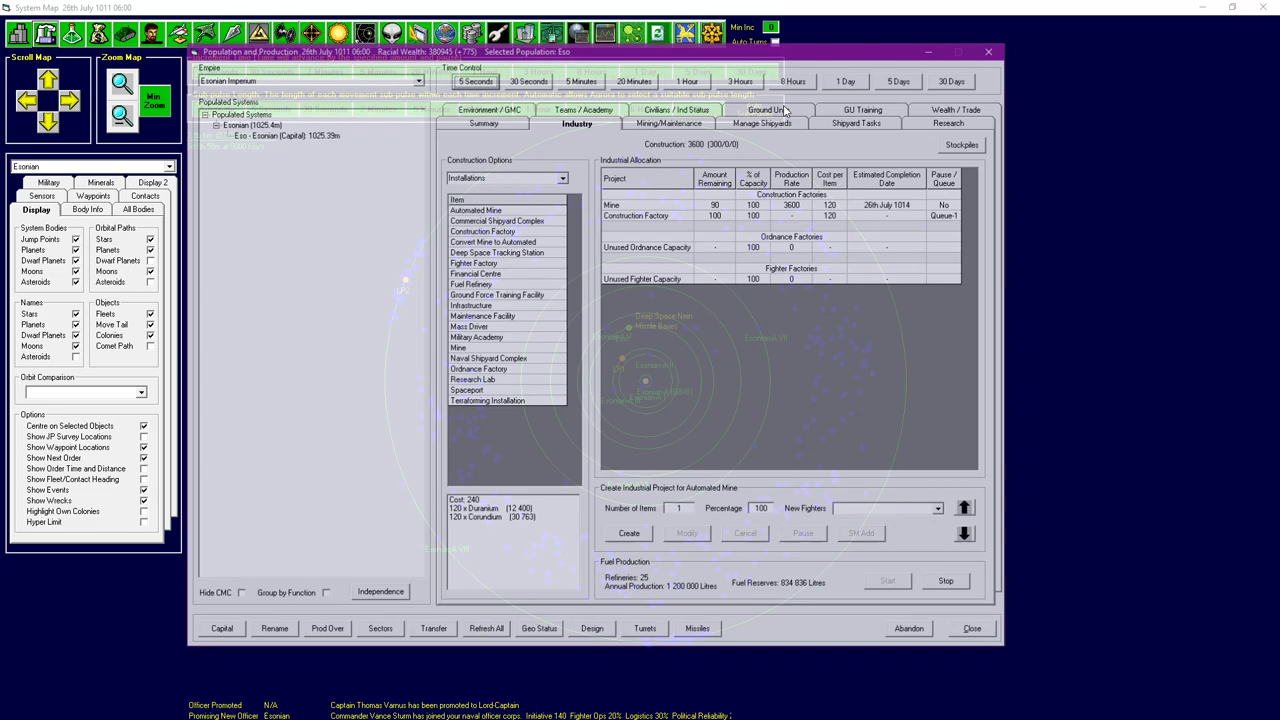 System Map 26th July 1011 06:00
Min Inc 0
Auto Turns
Scroll Map
Zoom Map
Min
Zoom
Esonian
Military Minerals Display 2
Sensors Waypoints Contacts
Display Body Info All Bodies
System Bodies
Orbital Paths
Jump Points Stars
Planets Planets
Dwarf Planets Dwarf Planets
Moons Moons
Asteroids Asteroids
Names
Objects
Stars Fleets
Planets Move Tail
Dwarf Planets Colonies
Moons Comet Path
Asteroids
Orbit Comparison
Options
Centre on Selected Objects
Show JP Survey Locations
Show Waypoint Locations
Show Next Order
Show Order Time and Distance
Show Fleet/Contact Heading
Show Events
Show Wrecks
Highlight Own Colonies
Hyper Limit
Population and Production 26th July 1011 06:00 Racial Wealth: 380945 (+775) Selected Population: Eso
Empire
Time Control
Esonian Imperium
5 Seconds 30 Seconds 5 Minutes 20 Minutes 1 Hour 3 Hours 8 Hours 1 Day 5 Days 30 Days
Populated Systems
Populated Systems
Esonian (1025.4m)
Eso - Esonian (Capital): 1025.39m
Environment / GMC Teams / Academy Civilians / Ind Status Ground Units GU Training Wealth / Trade
Summary Industry Mining/Maintenance Manage Shipyards Shipyard Tasks Research
Construction: 3600 (300/0/0)
Stockpiles
Construction Options
Installations
Item
Automated Mine
Commercial Shipyard Complex
Construction Factory
Convert Mine to Automated
Deep Space Tracking Station
Fighter Factory
Financial Centre
Fuel Refinery
Ground Force Training Facility
Infrastructure
Maintenance Facility
Mass Driver
Military Academy
Mine
Naval Shipyard Complex
Ordnance Factory
Research Lab
Spaceport
Terraforming Installation
Cost: 240
120 x Duranium (12 400)
120 x Corundium (30 763)
Industrial Allocation
Project Amount Remaining % of Capacity Production Rate Cost per Item Estimated Completion Date Pause / Queue
Construction Factories
Mine 90 100 3600 120 26th July 1014 No
Construction Factory 100 100 - 120 - Queue-1
Ordnance Factories
Unused Ordnance Capacity - 100 0 - -
Fighter Factories
Unused Fighter Capacity - 100 0 - -
Deep Space Nein
Missile Bases
Esonian-A VII
Esonian-A VIII
Create Industrial Project for Automated Mine
Number of Items 1 Percentage 100 New Fighters
Create Modify Cancel Pause SM Add
Fuel Production
Refineries: 25
Annual Production: 1 200 000 Litres
Fuel Reserves: 834 836 Litres
Start Stop
Hide CMC Group by Function Independence
Capital Rename Prod Over Sectors Transfer Refresh All Geo Status Design Turrets Missiles Abandon Close
Officer Promoted N/A Captain Thomas Varnus has been promoted to Lord-Captain
Promising New Officer Esonian Commander Vance Sturm has joined your naval officer corps. Initiative 140 Fighter Ops 20% Logistics 30% Political Reliability